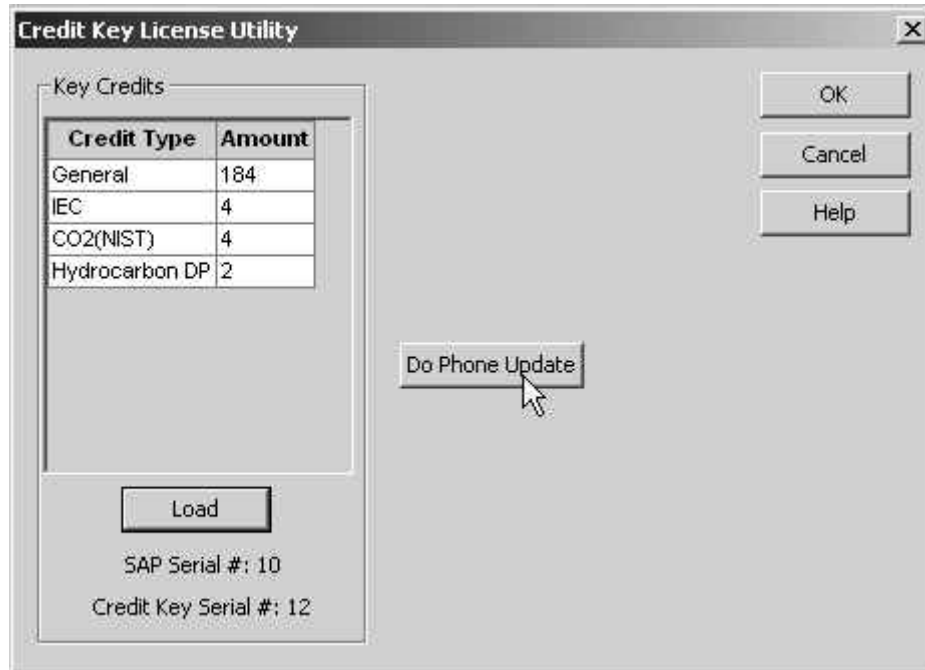 Credit Key License Utility
Key Credits
Credit Type Amount
General 184
IEC 4
CO2(NIST) 4
Hydrocarbon DP 2
Load
SAP Serial #: 10
Credit Key Serial #: 12
Do Phone Update
OK
Cancel
Help